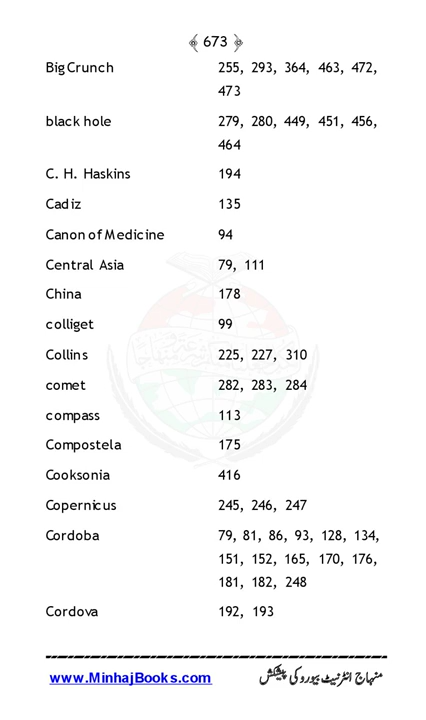 ﴾ 673 ﴿
Big Crunch 255, 293, 364, 463, 472,
473
black hole 279, 280, 449, 451, 456,
464
C. H. Haskins 194
Cadiz 135
Canon of Medicine 94
Central Asia 79, 111
China 178
colliget 99
Collins 225, 227, 310
comet 282, 283, 284
compass 113
Compostela 175
Cooksonia 416
Copernicus 245, 246, 247
Cordoba 79, 81, 86, 93, 128, 134,
151, 152, 165, 170, 176,
181, 182, 248
Cordova 192, 193
www.MinhajBooks.com منہاج انٹرنیٹ بیورو کی پیشکش